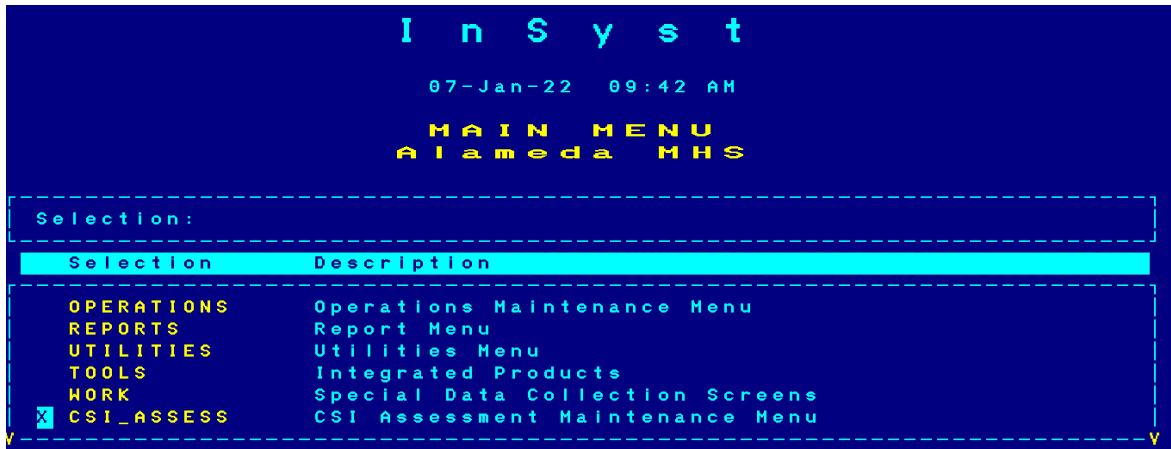 InSyst
07-Jan-22 09:42 AM
MAIN MENU
Alameda MHS
Selection:
Selection Description
OPERATIONS Operations Maintenance Menu
REPORTS Report Menu
UTILITIES Utilities Menu
TOOLS Integrated Products
WORK Special Data Collection Screens
X CSI_ASSESS CSI Assessment Maintenance Menu
v v